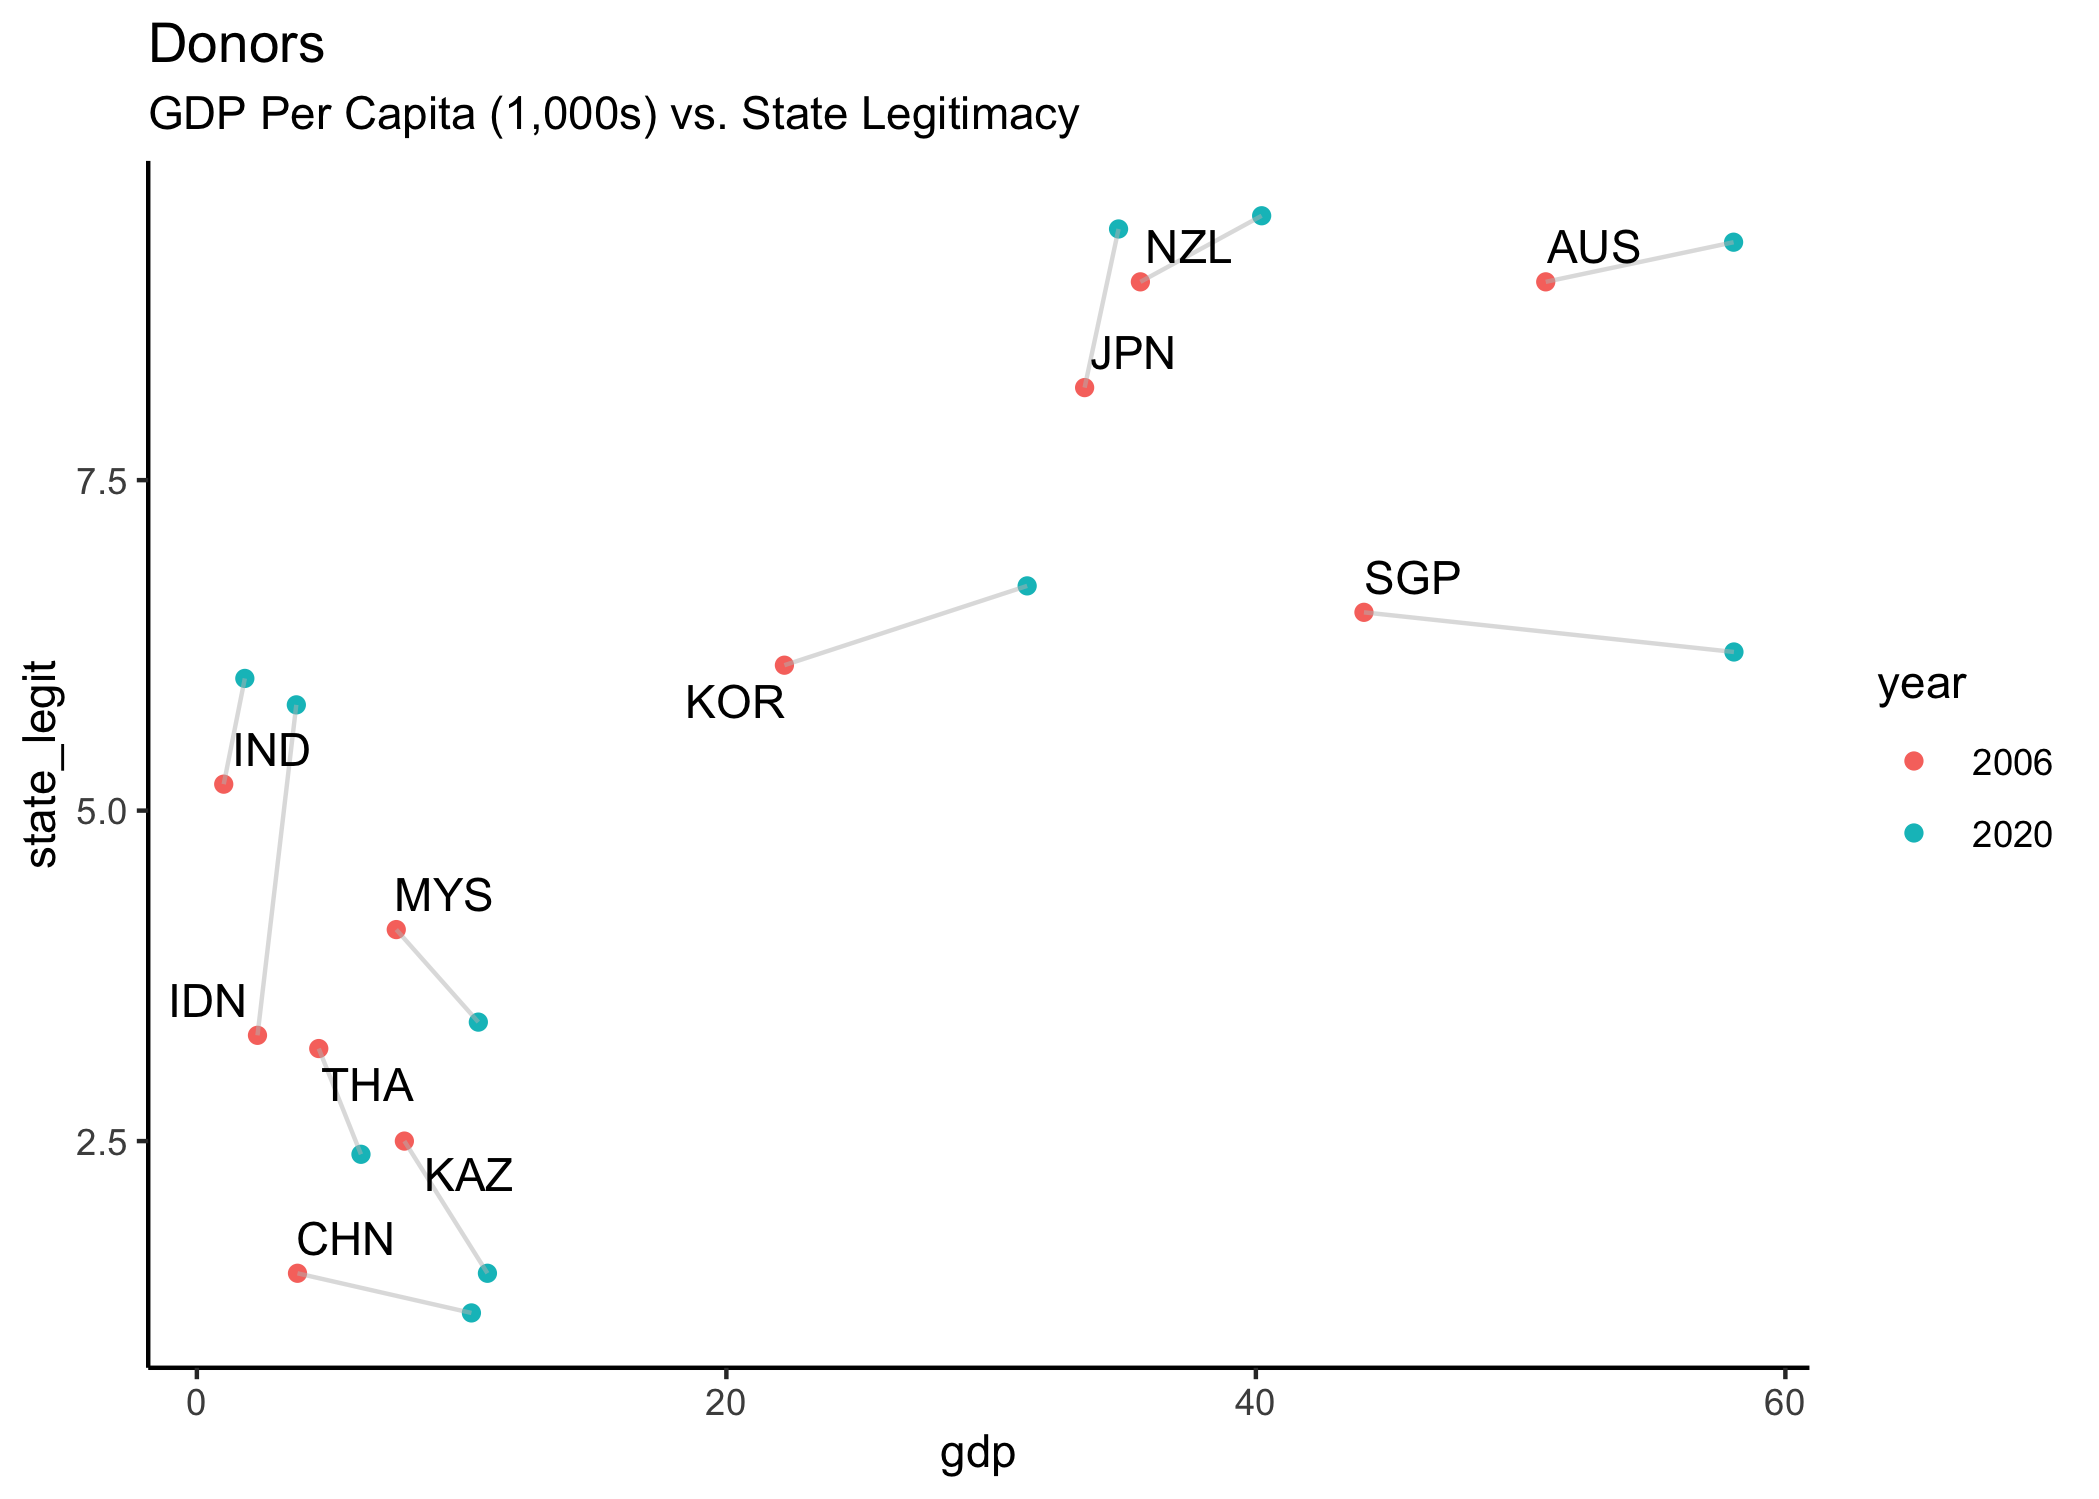 Donors
GDP Per Capita (1,000s) vs. State Legitimacy
NZL
AUS
JPN
7.5
SGP
KOR
IND
5.0
MYS
IDN
THA
2.5
KAZ
CHN
state_legit
0
20
40
60
gdp
year
2006
2020